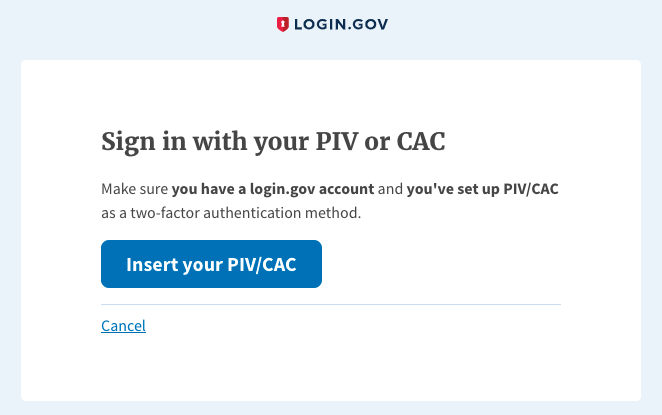 LOGIN.GOV
Sign in with your PIV or CAC
Make sure you have a login.gov account and you've set up PIV/CAC
as a two-factor authentication method.
Insert your PIV/CAC
Cancel